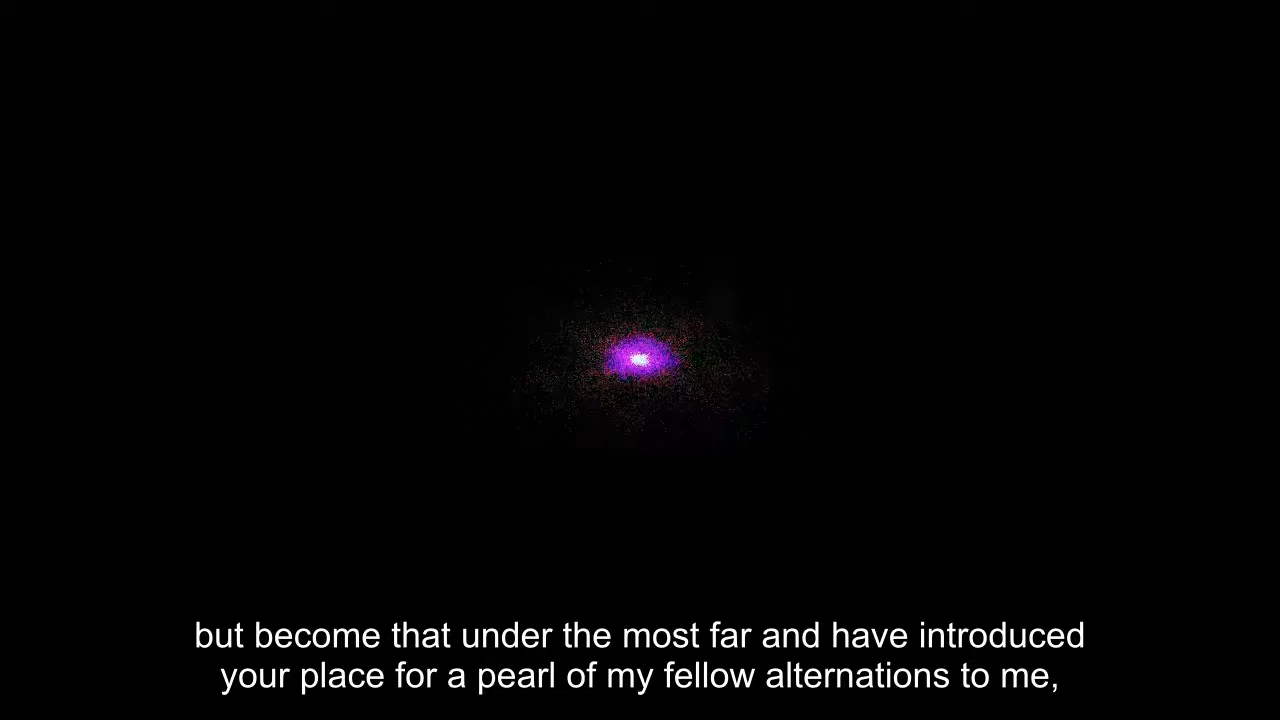 but become that under the most far and have introduced
your place for a pearl of my fellow alternations to me,